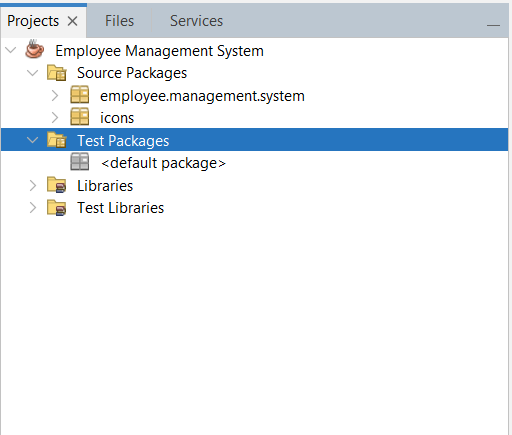 Projects Files Services
Employee Management System
Source Packages
employee.management.system
icons
Test Packages
<default package>
Libraries
Test Libraries